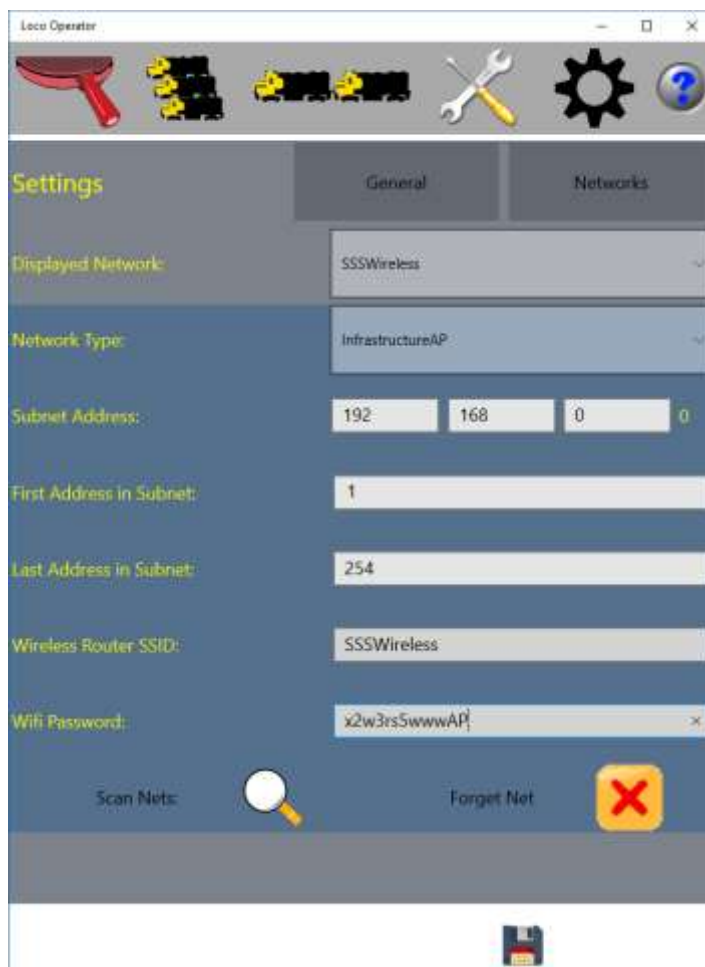 Loco Operator
?
Settings General Networks
Displayed Network: SSSWireless
Network Type: InfrastructureAP
Subnet Address: 192 168 0 0
First Address in Subnet: 1
Last Address in Subnet: 254
Wireless Router SSID: SSSWireless
Wifi Password: x2w3rs5wwwAP
Scan Nets: Forget Net